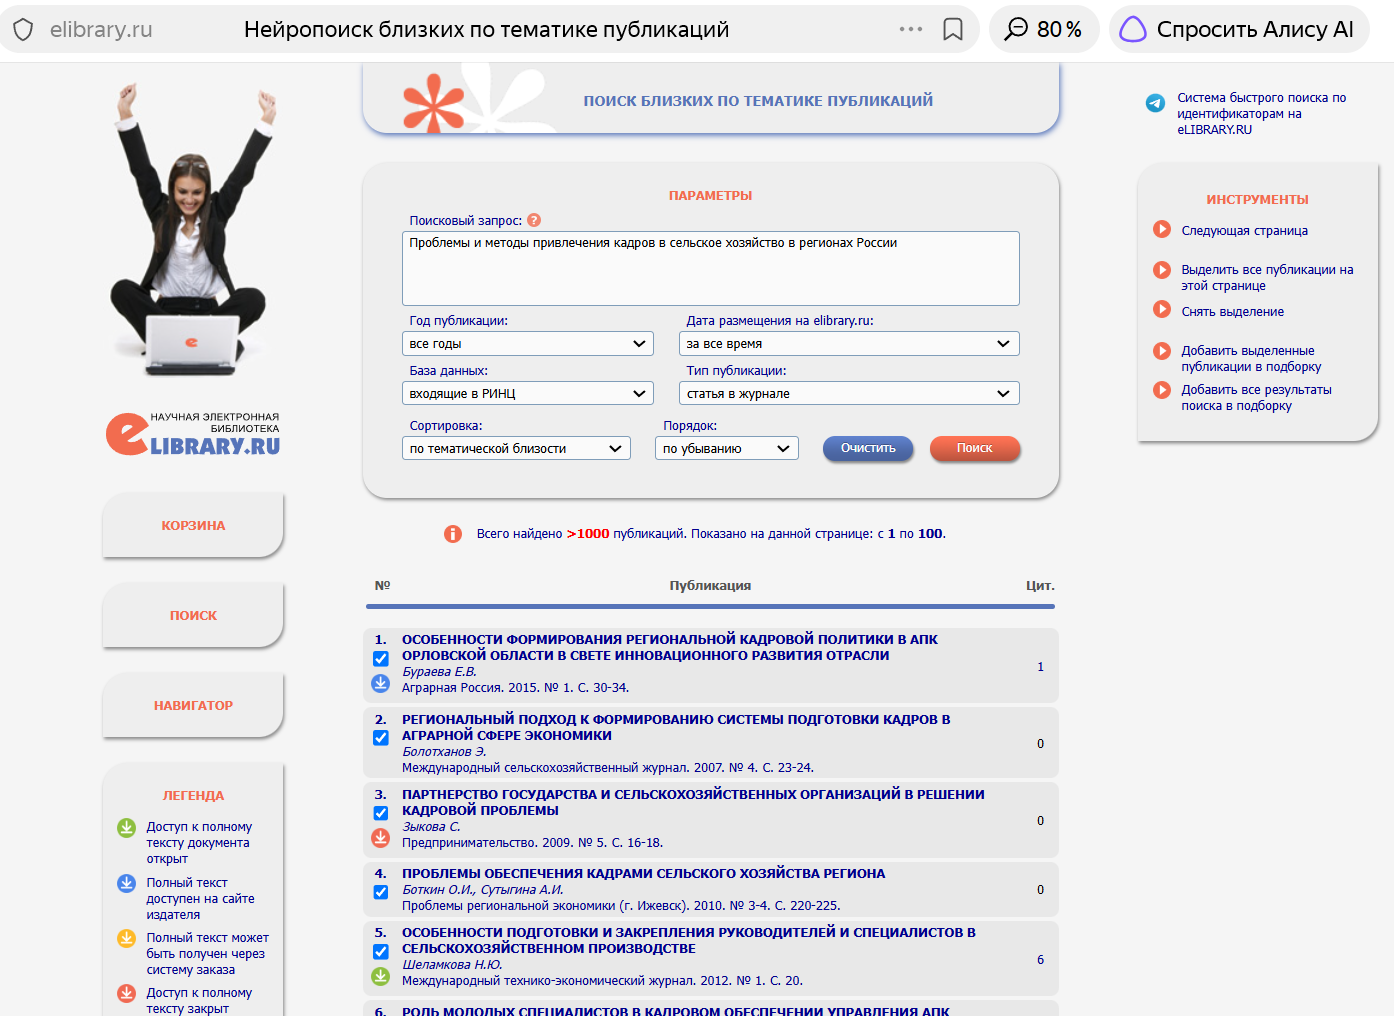 elibrary.ru
Нейропоиск близких по тематике публикаций
80 %
Спросить Алису AI
ПОИСК БЛИЗКИХ ПО ТЕМАТИКЕ ПУБЛИКАЦИЙ
Система быстрого поиска по
идентификаторам на
eLIBRARY.RU
НАУЧНАЯ ЭЛЕКТРОННАЯ
БИБЛИОТЕКА
eLIBRARY.RU
КОРЗИНА
ПОИСК
НАВИГАТОР
ЛЕГЕНДА
Доступ к полному
тексту документа
открыт
Полный текст
доступен на сайте
издателя
Полный текст может
быть получен через
систему заказа
Доступ к полному
тексту закрыт
ПАРАМЕТРЫ
Поисковый запрос: ?
Проблемы и методы привлечения кадров в сельское хозяйство в регионах России
Год публикации:
Дата размещения на elibrary.ru:
все годы
за все время
База данных:
Тип публикации:
входящие в РИНЦ
статья в журнале
Сортировка:
Порядок:
по тематической близости
по убыванию
Очистить
Поиск
Всего найдено >1000 публикаций. Показано на данной странице: с 1 по 100.
№
Публикация
Цит.
1. ОСОБЕННОСТИ ФОРМИРОВАНИЯ РЕГИОНАЛЬНОЙ КАДРОВОЙ ПОЛИТИКИ В АПК
ОРЛОВСКОЙ ОБЛАСТИ В СВЕТЕ ИННОВАЦИОННОГО РАЗВИТИЯ ОТРАСЛИ
Бураева Е.В.
Аграрная Россия. 2015. № 1. С. 30-34.
1
2. РЕГИОНАЛЬНЫЙ ПОДХОД К ФОРМИРОВАНИЮ СИСТЕМЫ ПОДГОТОВКИ КАДРОВ В
АГРАРНОЙ СФЕРЕ ЭКОНОМИКИ
Болотханов Э.
Международный сельскохозяйственный журнал. 2007. № 4. С. 23-24.
0
3. ПАРТНЕРСТВО ГОСУДАРСТВА И СЕЛЬСКОХОЗЯЙСТВЕННЫХ ОРГАНИЗАЦИЙ В РЕШЕНИИ
КАДРОВОЙ ПРОБЛЕМЫ
Зыкова С.
Предпринимательство. 2009. № 5. С. 16-18.
0
4. ПРОБЛЕМЫ ОБЕСПЕЧЕНИЯ КАДРАМИ СЕЛЬСКОГО ХОЗЯЙСТВА РЕГИОНА
Боткин О.И., Сутыгина А.И.
Проблемы региональной экономики (г. Ижевск). 2010. № 3-4. С. 220-225.
0
5. ОСОБЕННОСТИ ПОДГОТОВКИ И ЗАКРЕПЛЕНИЯ РУКОВОДИТЕЛЕЙ И СПЕЦИАЛИСТОВ В
СЕЛЬСКОХОЗЯЙСТВЕННОМ ПРОИЗВОДСТВЕ
Шеламкова Н.Ю.
Международный технико-экономический журнал. 2012. № 1. С. 20.
6
6. РОЛЬ МОЛОДЫХ СПЕЦИАЛИСТОВ В КАДРОВОМ ОБЕСПЕЧЕНИИ УПРАВЛЕНИЯ АПК
ИНСТРУМЕНТЫ
Следующая страница
Выделить все публикации на
этой странице
Снять выделение
Добавить выделенные
публикации в подборку
Добавить все результаты
поиска в подборку